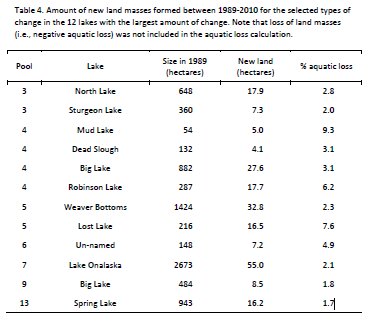 Table 4. Amount of new land masses formed between 1989-2010 for the selected types of
change in the 12 lakes with the largest amount of change. Note that loss of land masses
(i.e., negative aquatic loss) was not included in the aquatic loss calculation.
Pool Lake Size in 1989 (hectares) New land (hectares) % aquatic loss
3 North Lake 648 17.9 2.8
3 Sturgeon Lake 360 7.3 2.0
4 Mud Lake 54 5.0 9.3
4 Dead Slough 132 4.1 3.1
4 Big Lake 882 27.6 3.1
4 Robinson Lake 287 17.7 6.2
5 Weaver Bottoms 1424 32.8 2.3
5 Lost Lake 216 16.5 7.6
6 Un-named 148 7.2 4.9
7 Lake Onalaska 2673 55.0 2.1
9 Big Lake 484 8.5 1.8
13 Spring Lake 943 16.2 1.7